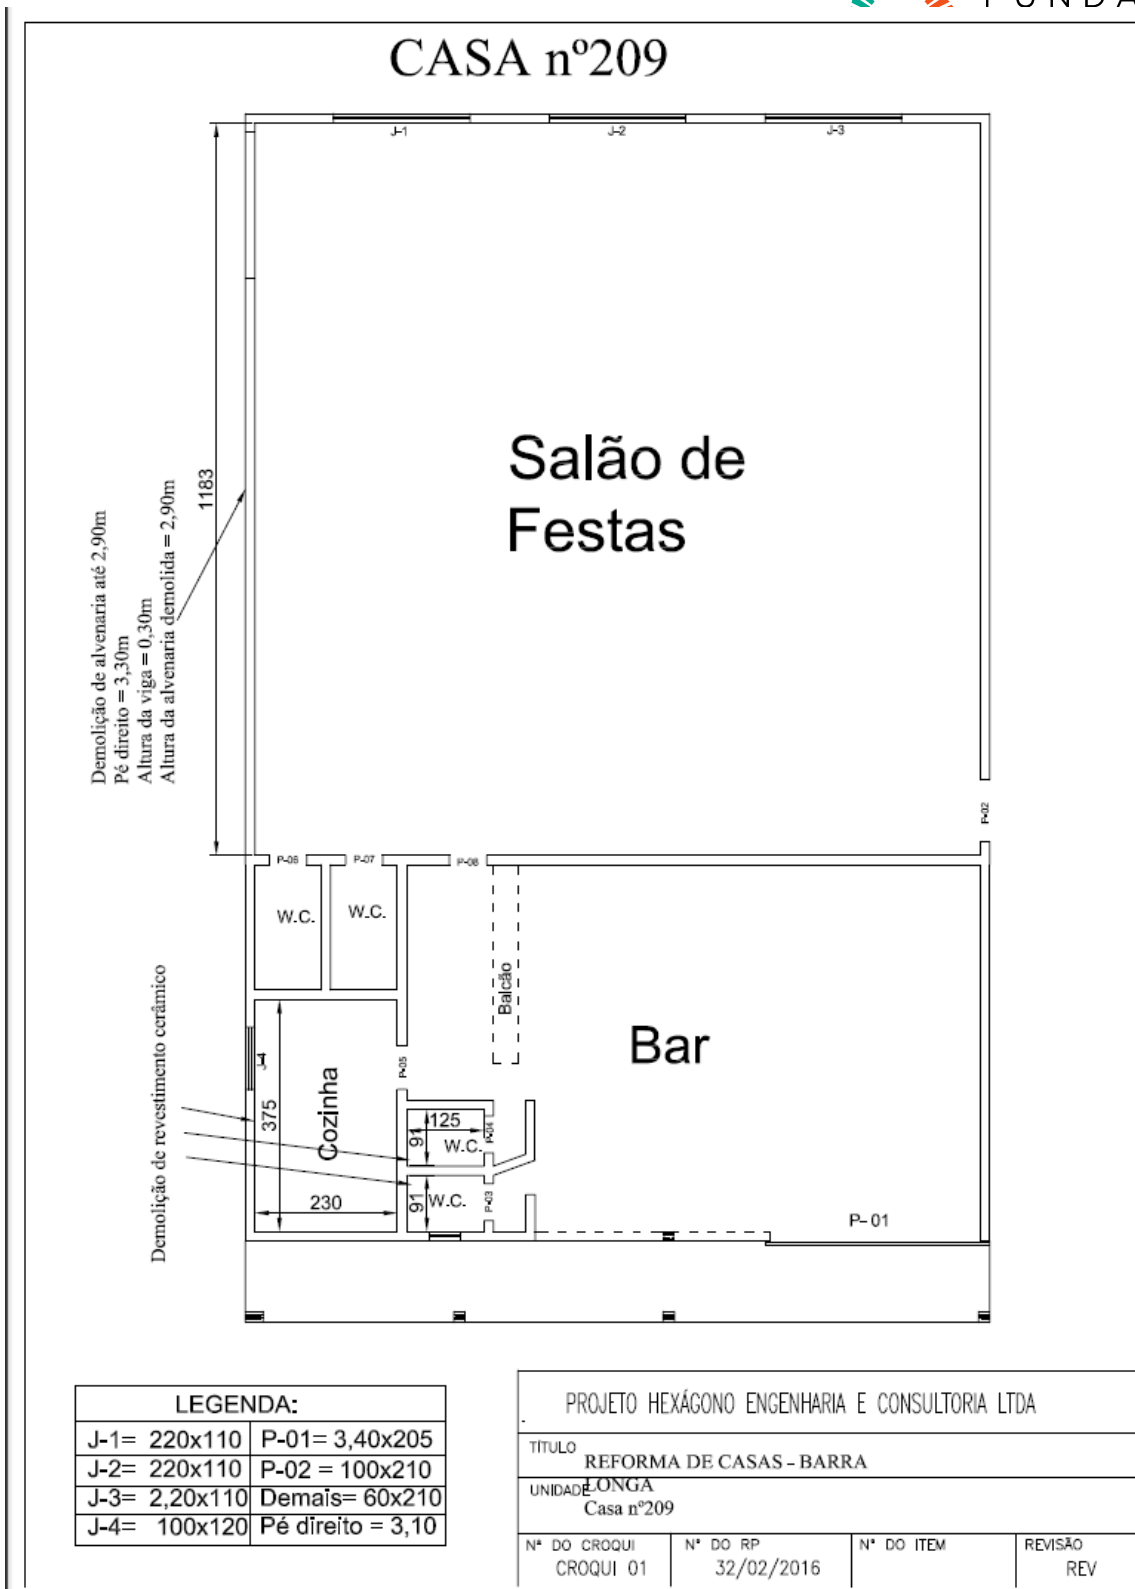 FUNDA
CASA nº209
J-1
J-2
J-3
1183
Demolição de alvenaria até 2,90m
Pé direito = 3,30m
Altura da viga = 0,30m
Altura da alvenaria demolida = 2,90m
Salão de
Festas
P-02
P-06
P-07
P-08
W.C.
W.C.
Balcão
Bar
Demolição de revestimento cerâmico
J-4
375
Cozinha
230
P-05
125
91
W.C.
P-04
91
W.C.
P-03
P-01
LEGENDA:
J-1= 220x110 P-01= 3,40x205
J-2= 220x110 P-02 = 100x210
J-3= 2,20x110 Demais= 60x210
J-4= 100x120 Pé direito = 3,10
PROJETO HEXÁGONO ENGENHARIA E CONSULTORIA LTDA
TÍTULO
REFORMA DE CASAS - BARRA
LONGA
UNIDADE
Casa nº209
Nº DO CROQUI Nº DO RP Nº DO ITEM REVISÃO
CROQUI 01 32/02/2016 REV